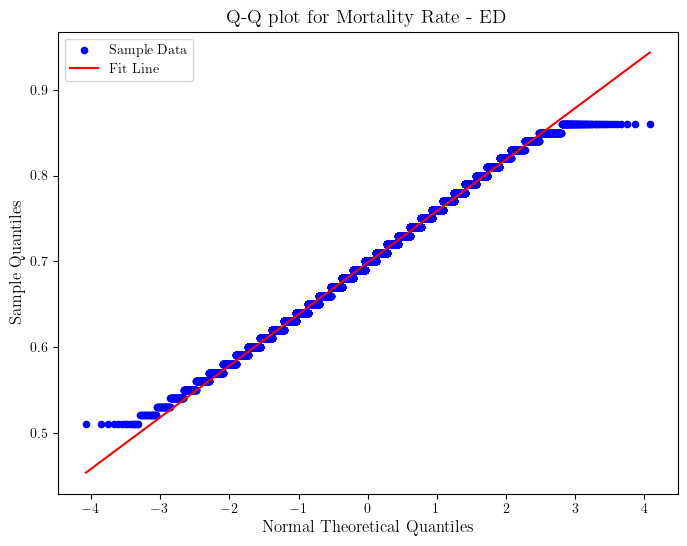 Q-Q plot for Mortality Rate - ED
Sample Data
Fit Line
0.9
0.8
0.7
0.6
0.5
Sample Quantiles
−4 −3 −2 −1 0 1 2 3 4
Normal Theoretical Quantiles